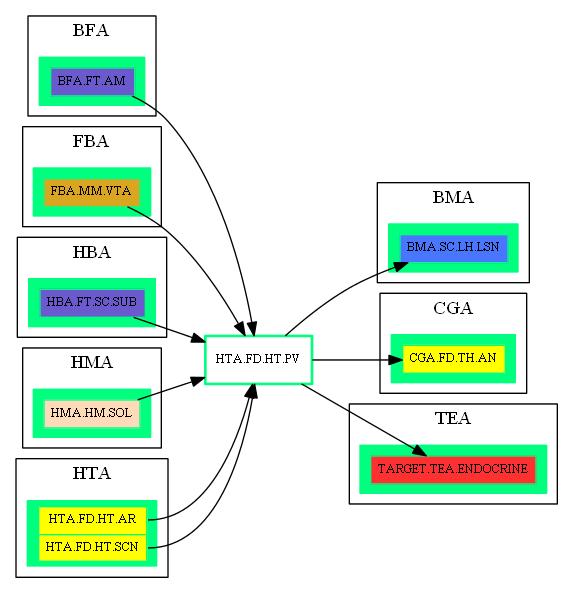 BFA
BFA.FT.AM
FBA
FBA.MM.VTA
HBA
HBA.FT.SC.SUB
HMA
HMA.HM.SOL
HTA
HTA.FD.HT.AR
HTA.FD.HT.SCN
HTA.FD.HT.PV
BMA
BMA.SC.LH.LSN
CGA
CGA.FD.TH.AN
TEA
TARGET.TEA.ENDOCRINE